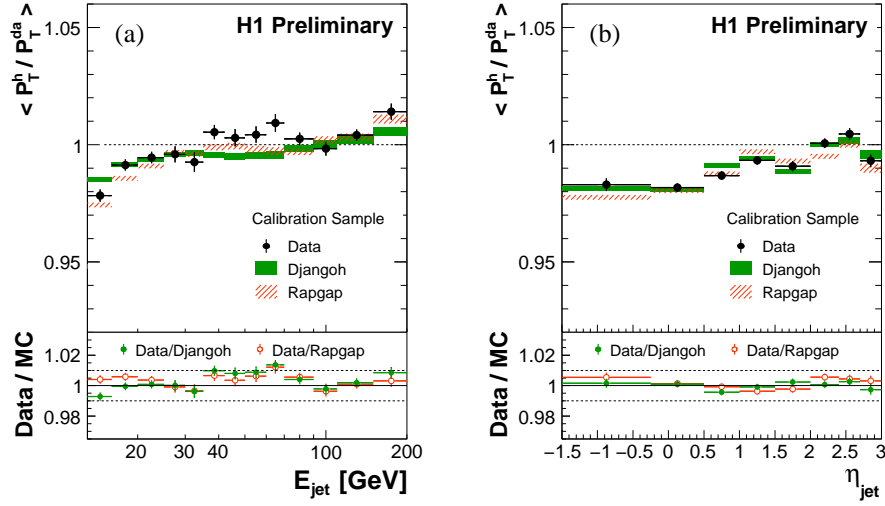 (a)
H1 Preliminary
< P_T^h / P_T^da >
1.05
1
0.95
Calibration Sample
Data
Djangoh
Rapgap
Data/Djangoh
Data/Rapgap
Data / MC
1.02
1
0.98
20
30
40
100
200
E_jet [GeV]
(b)
H1 Preliminary
< P_T^h / P_T^da >
1.05
1
0.95
Calibration Sample
Data
Djangoh
Rapgap
Data/Djangoh
Data/Rapgap
Data / MC
1.02
1
0.98
-1.5 -1 -0.5 0 0.5 1 1.5 2 2.5 3
η_jet